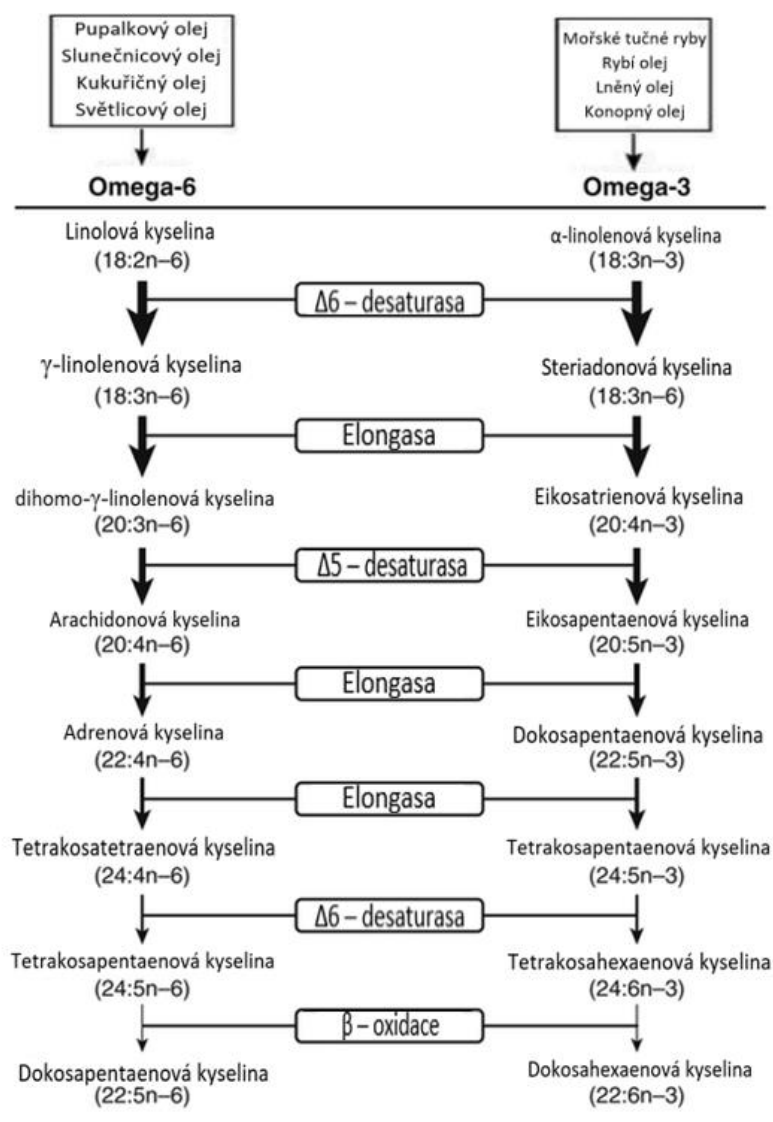 Pupalkový olej
Slunečnicový olej
Kukuřičný olej
Světlicový olej
Mořské tučné ryby
Rybí olej
Lněný olej
Konopný olej
Omega-6
Omega-3
Linolová kyselina
(18:2n–6)
α-linolenová kyselina
(18:3n–3)
Δ6 – desaturasa
γ-linolenová kyselina
(18:3n–6)
Steriadonová kyselina
(18:3n–6)
Elongasa
dihomo-γ-linolenová kyselina
(20:3n–6)
Eikosatrienová kyselina
(20:4n–3)
Δ5 – desaturasa
Arachidonová kyselina
(20:4n–6)
Eikosapentaenová kyselina
(20:5n–3)
Elongasa
Adrenová kyselina
(22:4n–6)
Dokosapentaenová kyselina
(22:5n–3)
Elongasa
Tetrakosatetraenová kyselina
(24:4n–6)
Tetrakosapentaenová kyselina
(24:5n–3)
Δ6 – desaturasa
Tetrakosapentaenová kyselina
(24:5n–6)
Tetrakosahexaenová kyselina
(24:6n–3)
β – oxidace
Dokosapentaenová kyselina
(22:5n–6)
Dokosahexaenová kyselina
(22:6n–3)